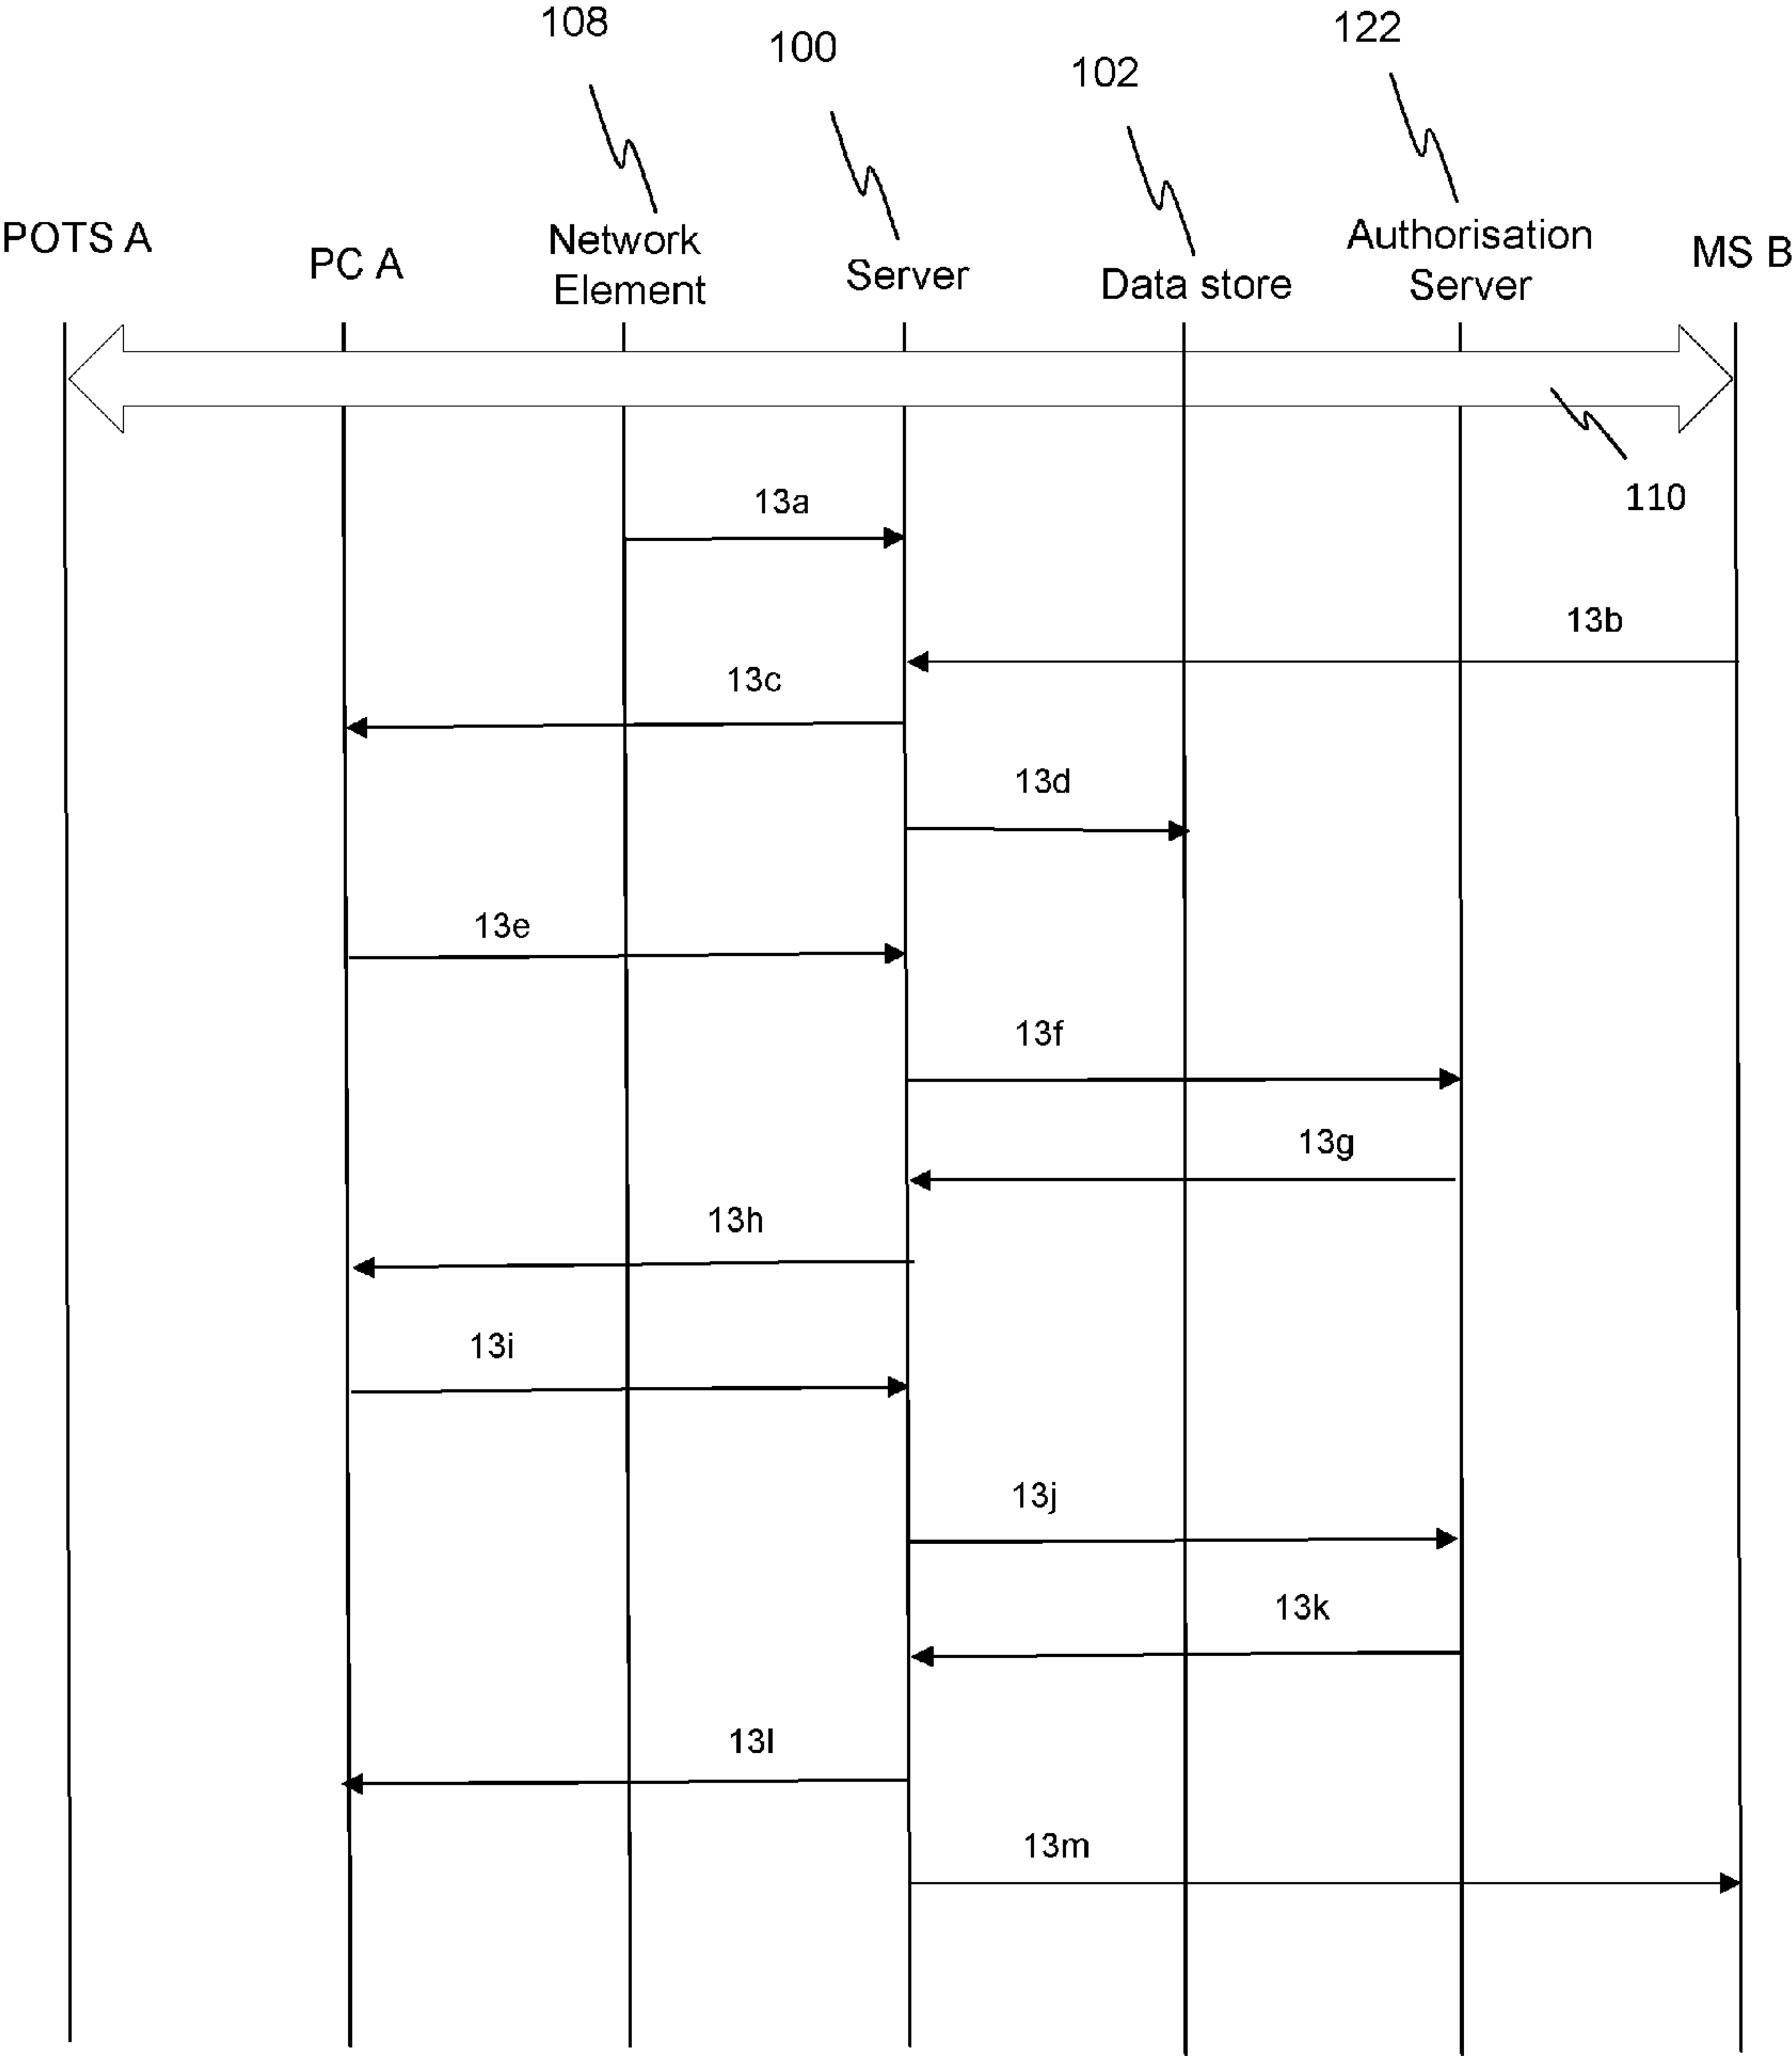 108
100
102
122
POTS A
PC A
Network
Element
Server
Data store
Authorisation
Server
MS B
110
13a
13b
13c
13d
13e
13f
13g
13h
13i
13j
13k
13l
13m